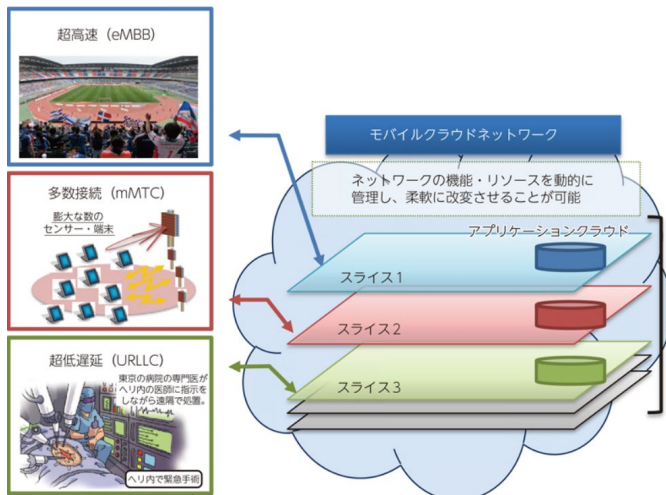 超高速（eMBB）
多数接続（mMTC）
膨大な数の
センサー・端末
超低遅延（URLLC）
東京の病院の専門医が
ヘリ内の医師に指示を
しながら遠隔で処置。
ヘリ内で緊急手術
モバイルクラウドネットワーク
ネットワークの機能・リソースを動的に
管理し、柔軟に改変させることが可能
アプリケーションクラウド
スライス1
スライス2
スライス3